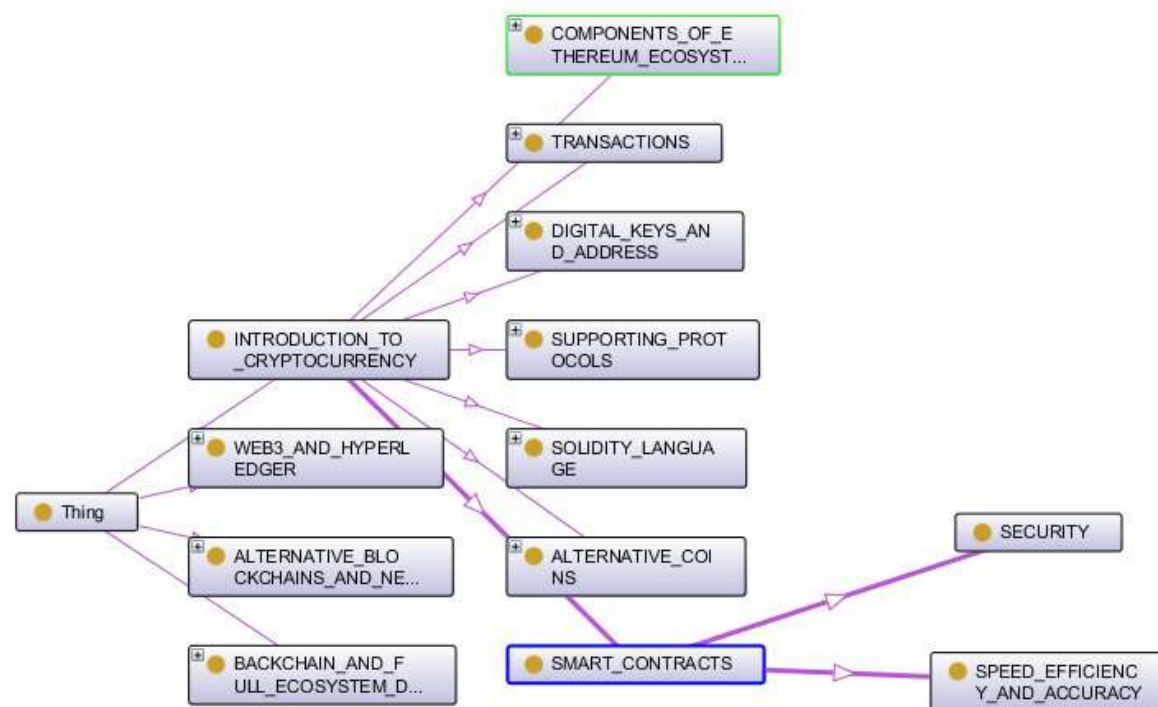 COMPONENTS_OF_E
THEREUM_ECOSYST...
TRANSACTIONS
DIGITAL_KEYS_AN
D_ADDRESS
INTRODUCTION_TO
_CRYPTOCURRENCY
SUPPORTING_PROT
OCOLS
WEB3_AND_HYPERL
EDGER
SOLIDITY_LANGUA
GE
Thing
ALTERNATIVE_BLO
CKCHAINS_AND_NE...
ALTERNATIVE_COI
NS
SECURITY
BACKCHAIN_AND_F
ULL_ECOSYSTEM_D...
SMART_CONTRACTS
SPEED_EFFICIENC
Y_AND_ACCURACY